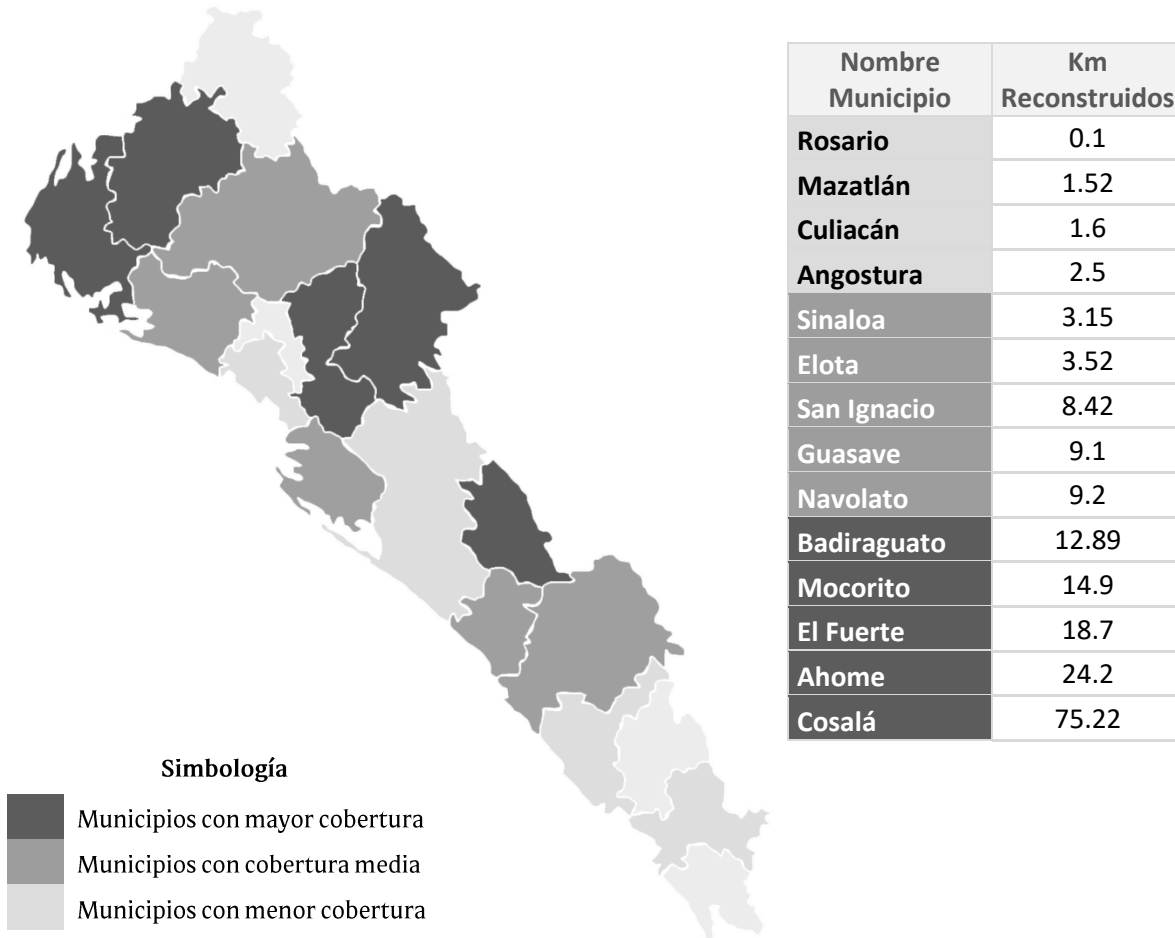 Nombre Municipio Km Reconstruidos
Rosario 0.1
Mazatlán 1.52
Culiacán 1.6
Angostura 2.5
Sinaloa 3.15
Elota 3.52
San Ignacio 8.42
Guasave 9.1
Navolato 9.2
Badiraguato 12.89
Mocorito 14.9
El Fuerte 18.7
Ahome 24.2
Cosalá 75.22
Simbología
Municipios con mayor cobertura
Municipios con cobertura media
Municipios con menor cobertura